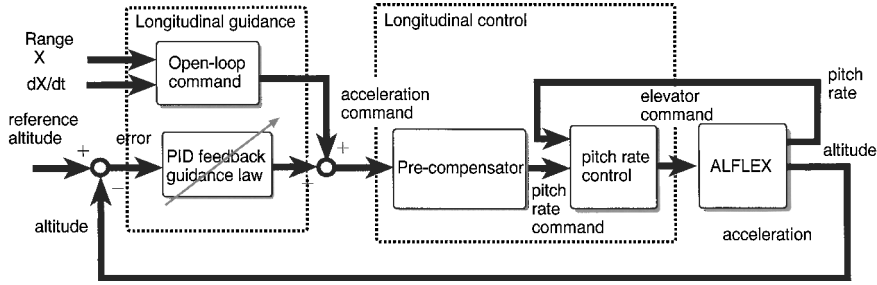 Longitudinal guidance
Longitudinal control
Range
X
dX/dt
Open-loop
command
reference
altitude
+
error
−
PID feedback
guidance law
+
+
acceleration
command
Pre-compensator
pitch
rate
command
pitch rate
control
elevator
command
ALFLEX
pitch
rate
altitude
acceleration
altitude